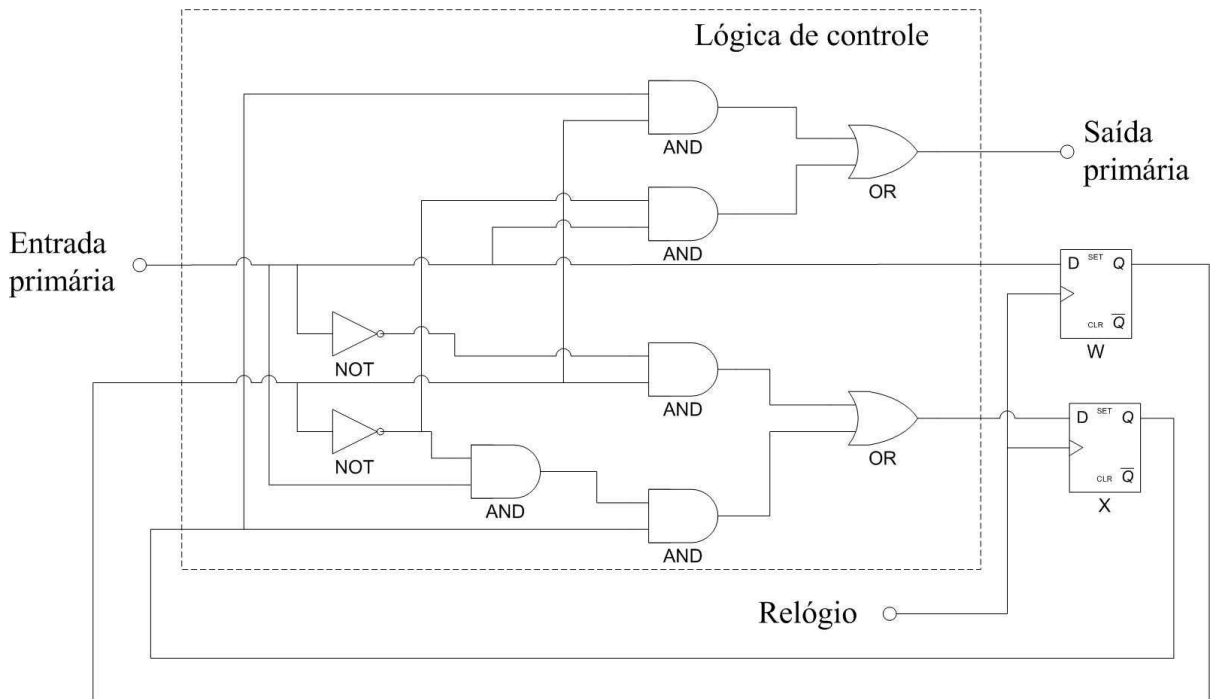 Lógica de controle
AND
AND
OR
Saída
primária
Entrada
primária
NOT
AND
NOT
AND
AND
OR
D SET Q
CLR Q̅
W
D SET Q
CLR Q̅
X
Relógio